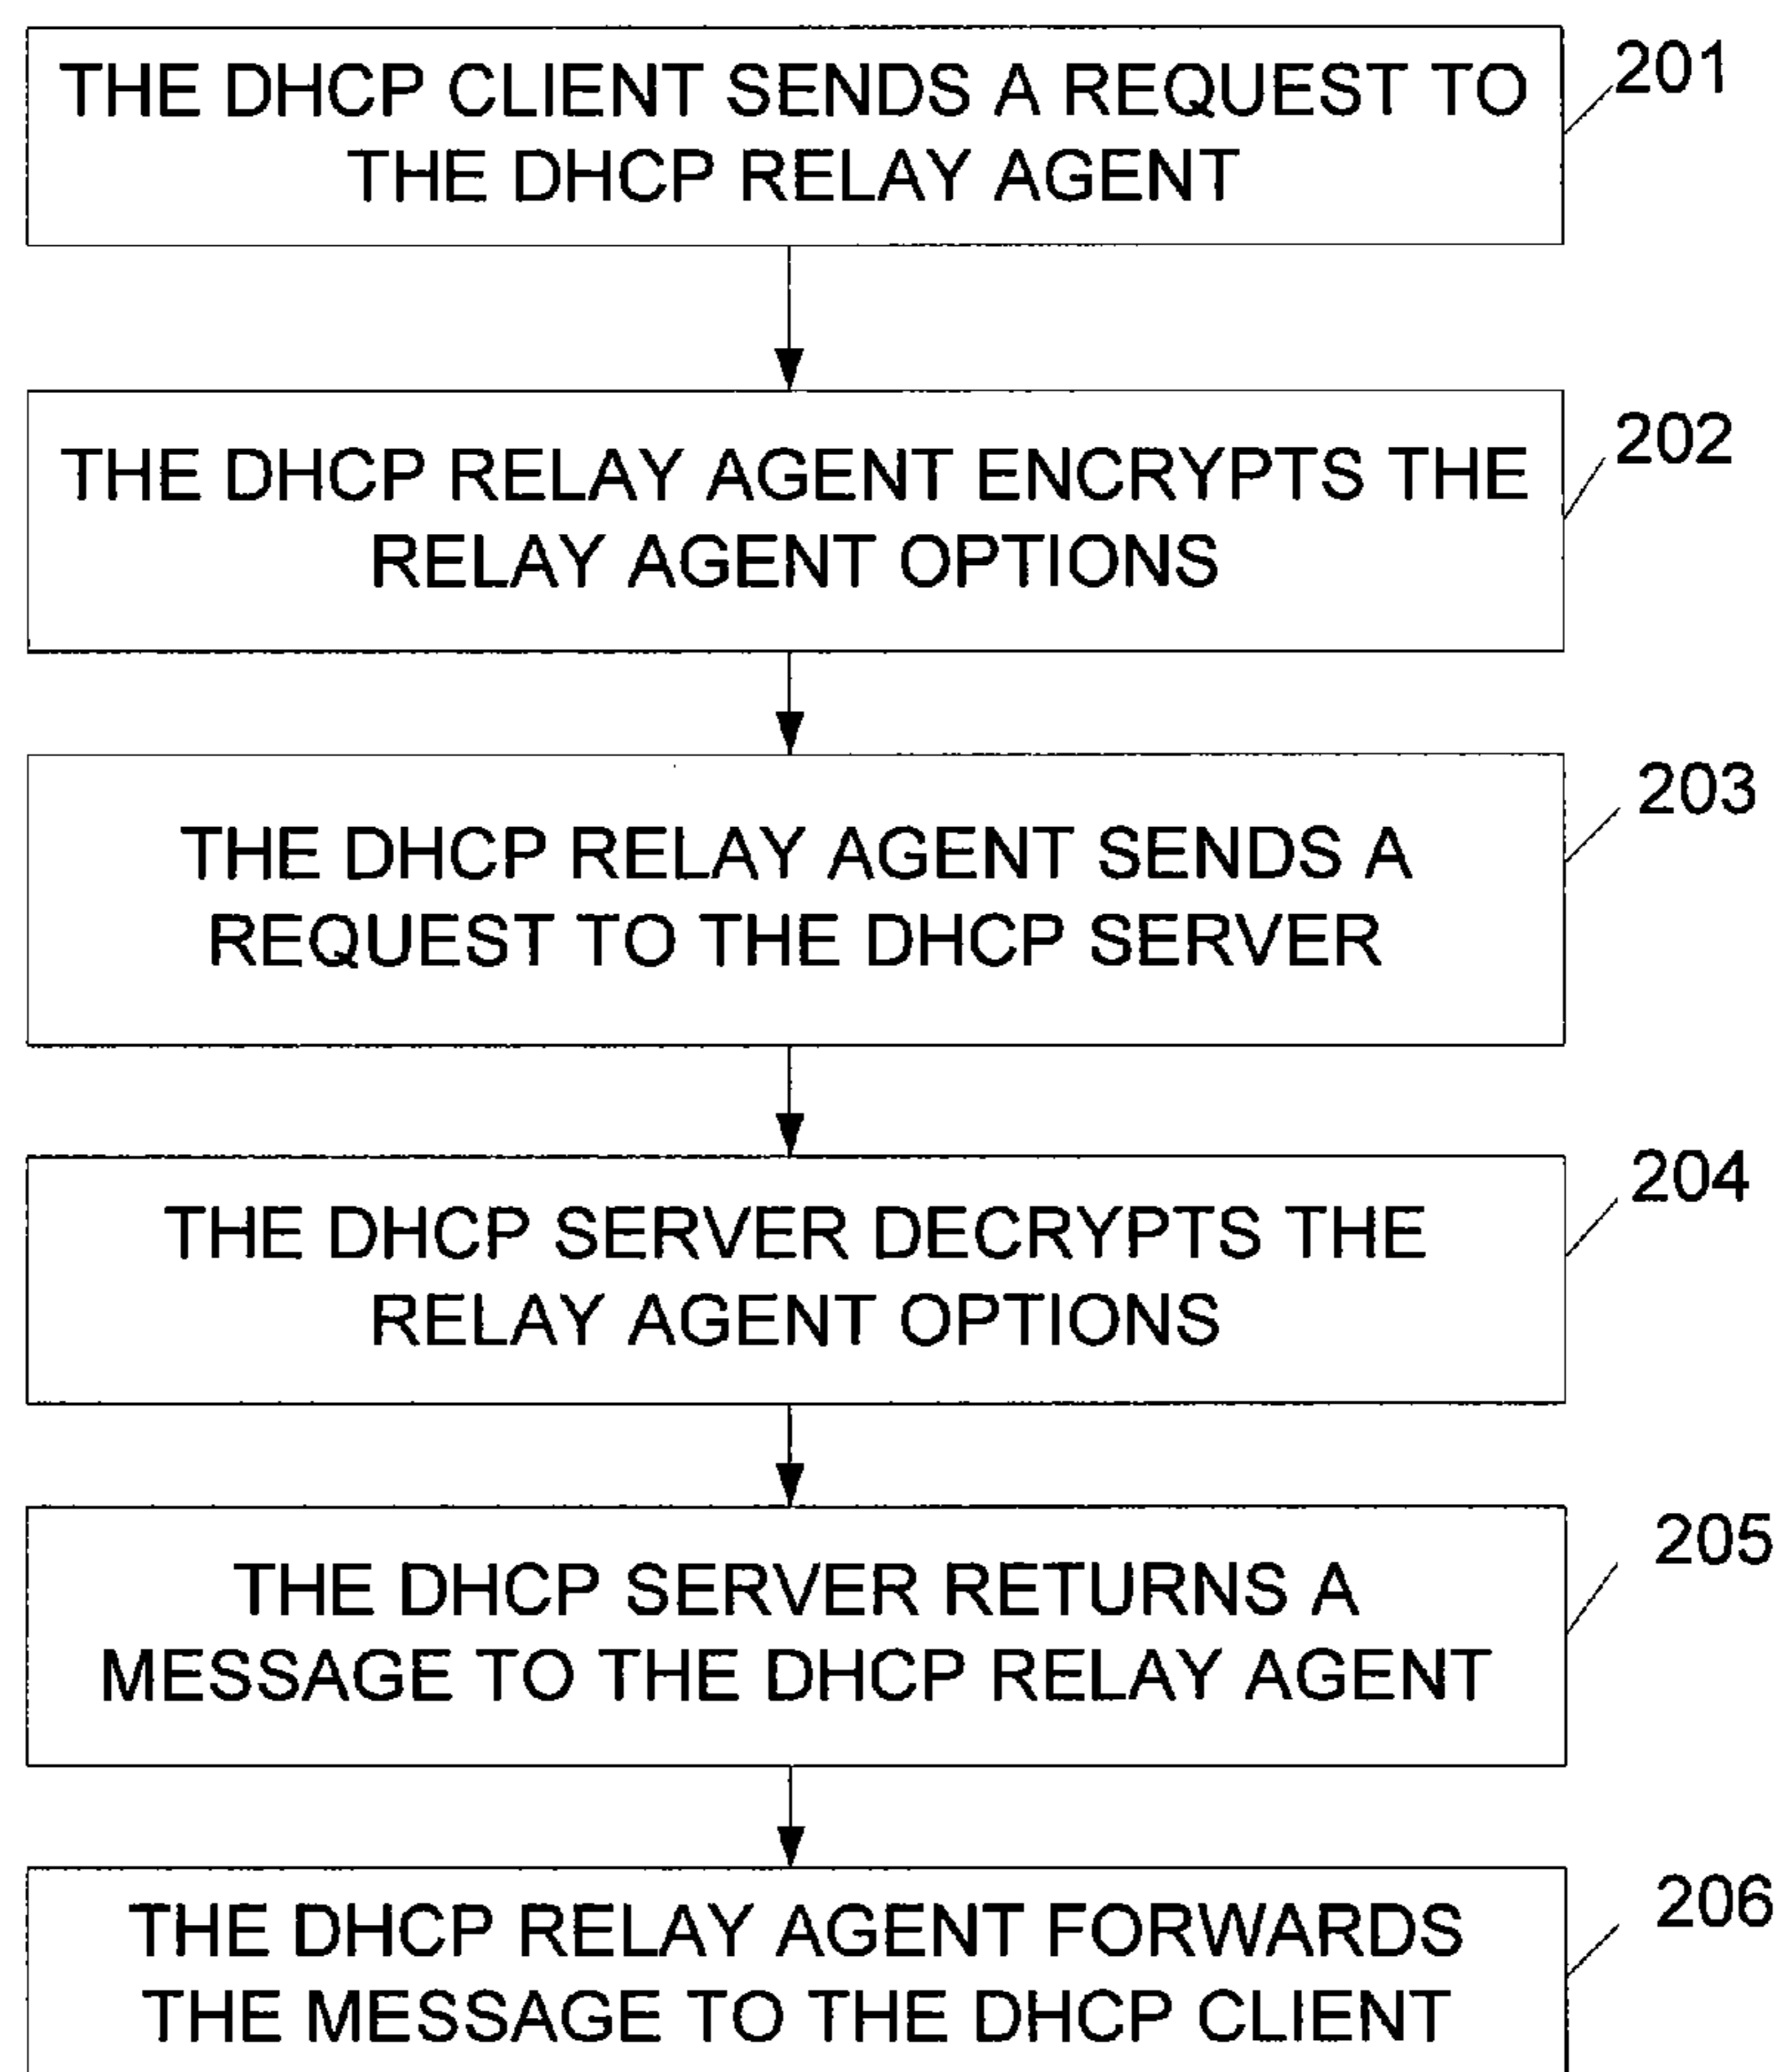 THE DHCP CLIENT SENDS A REQUEST TO
THE DHCP RELAY AGENT
201
THE DHCP RELAY AGENT ENCRYPTS THE
RELAY AGENT OPTIONS
202
THE DHCP RELAY AGENT SENDS A
REQUEST TO THE DHCP SERVER
203
THE DHCP SERVER DECRYPTS THE
RELAY AGENT OPTIONS
204
THE DHCP SERVER RETURNS A
MESSAGE TO THE DHCP RELAY AGENT
205
THE DHCP RELAY AGENT FORWARDS
THE MESSAGE TO THE DHCP CLIENT
206